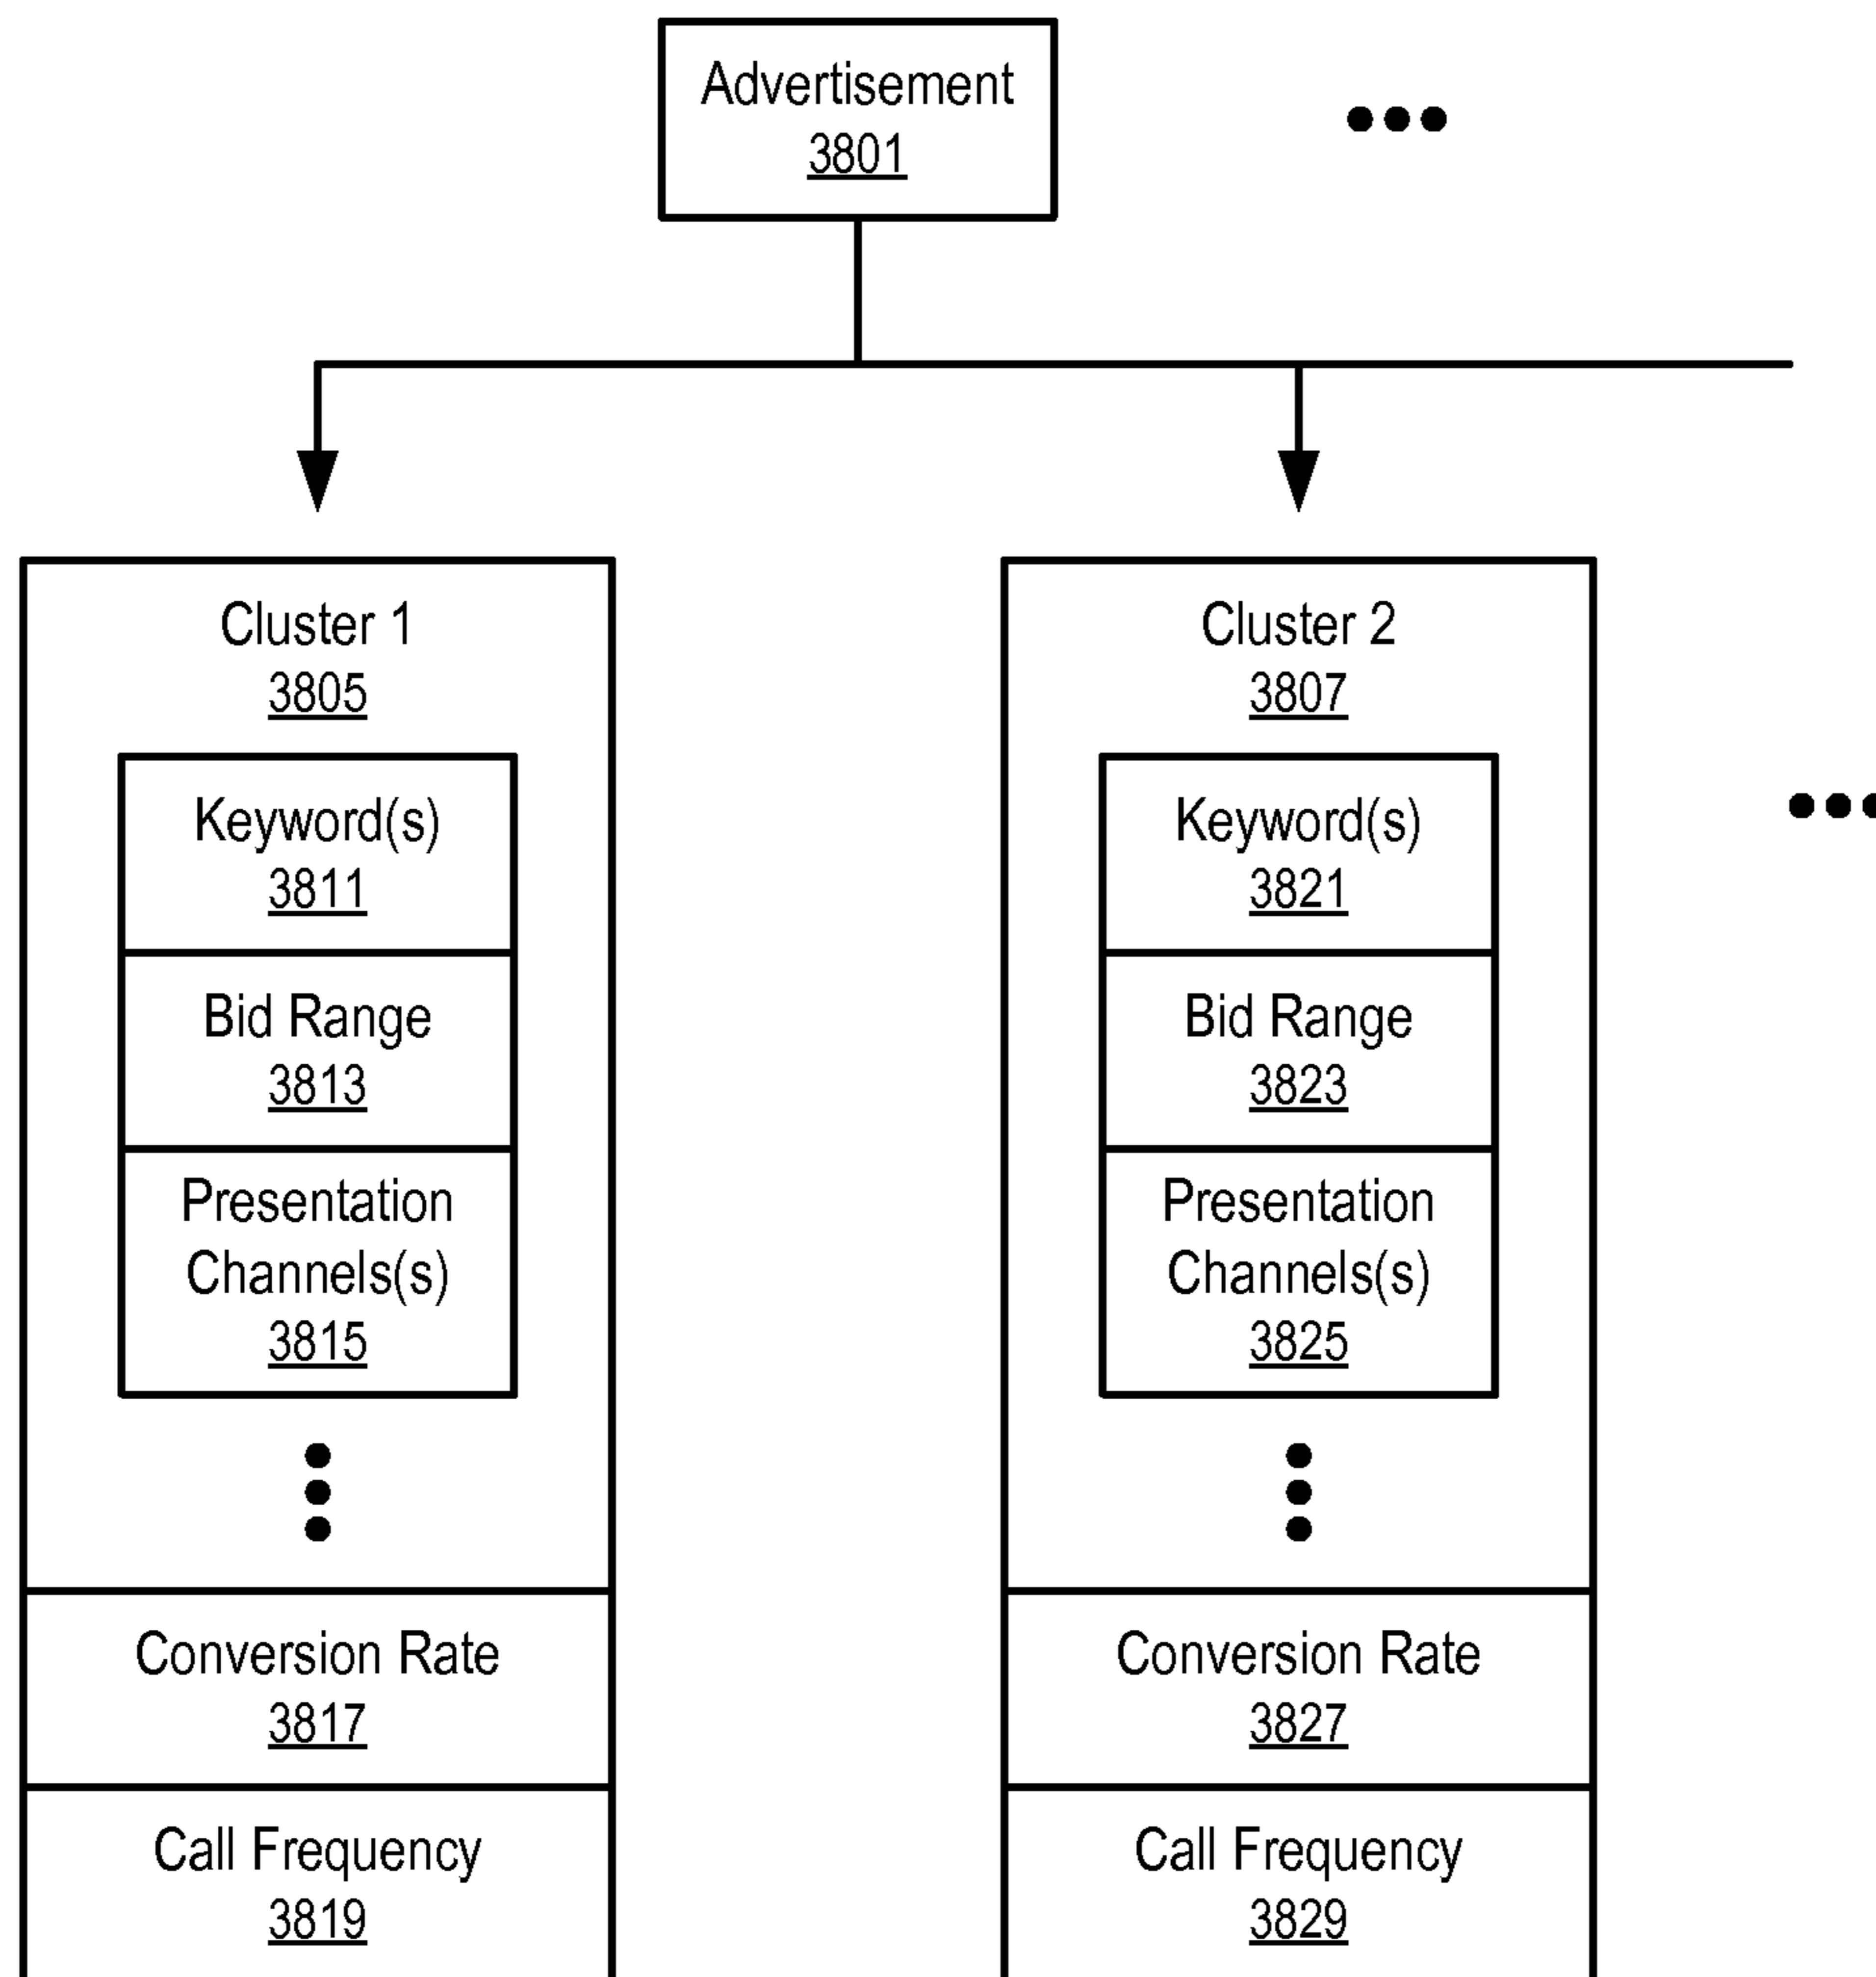 Advertisement
3801
Cluster 1
3805
Keyword(s)
3811
Bid Range
3813
Presentation
Channels(s)
3815
Conversion Rate
3817
Call Frequency
3819
Cluster 2
3807
Keyword(s)
3821
Bid Range
3823
Presentation
Channels(s)
3825
Conversion Rate
3827
Call Frequency
3829